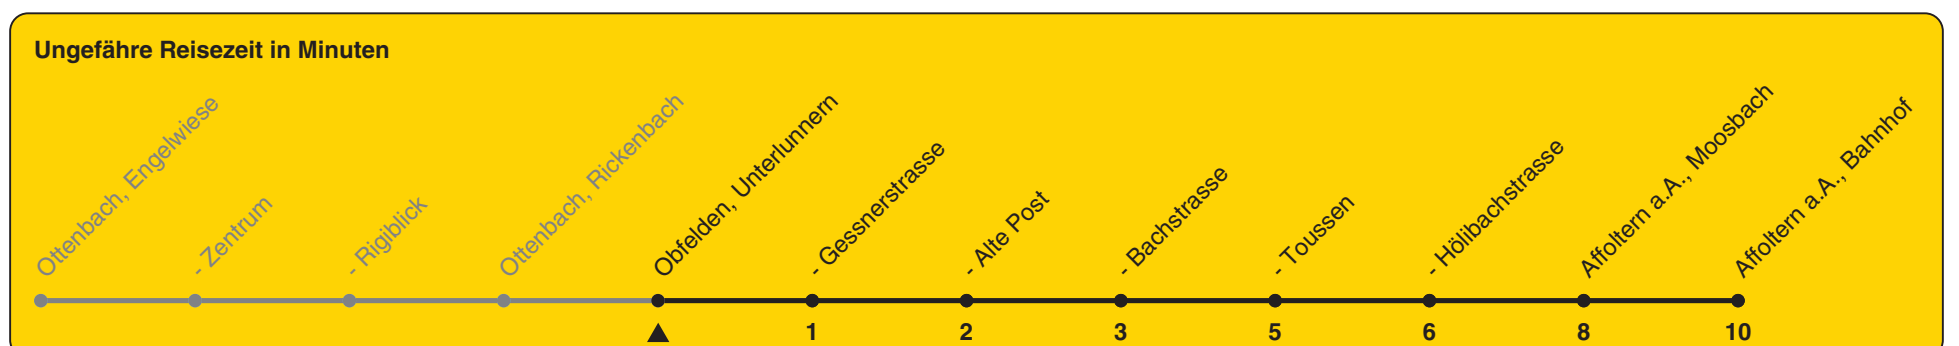 Ungefähre Reisezeit in Minuten
Ottenbach, Engelwiese
- Zentrum
- Rigiblick
Ottenbach, Rickenbach
Obfelden, Unterlunnern
- Gessnerstrasse
- Alte Post
- Bachstrasse
- Toussen
- Hölibachstrasse
Affoltern a.A., Moosbach
Affoltern a.A., Bahnhof
1 2 3 5 6 8 10